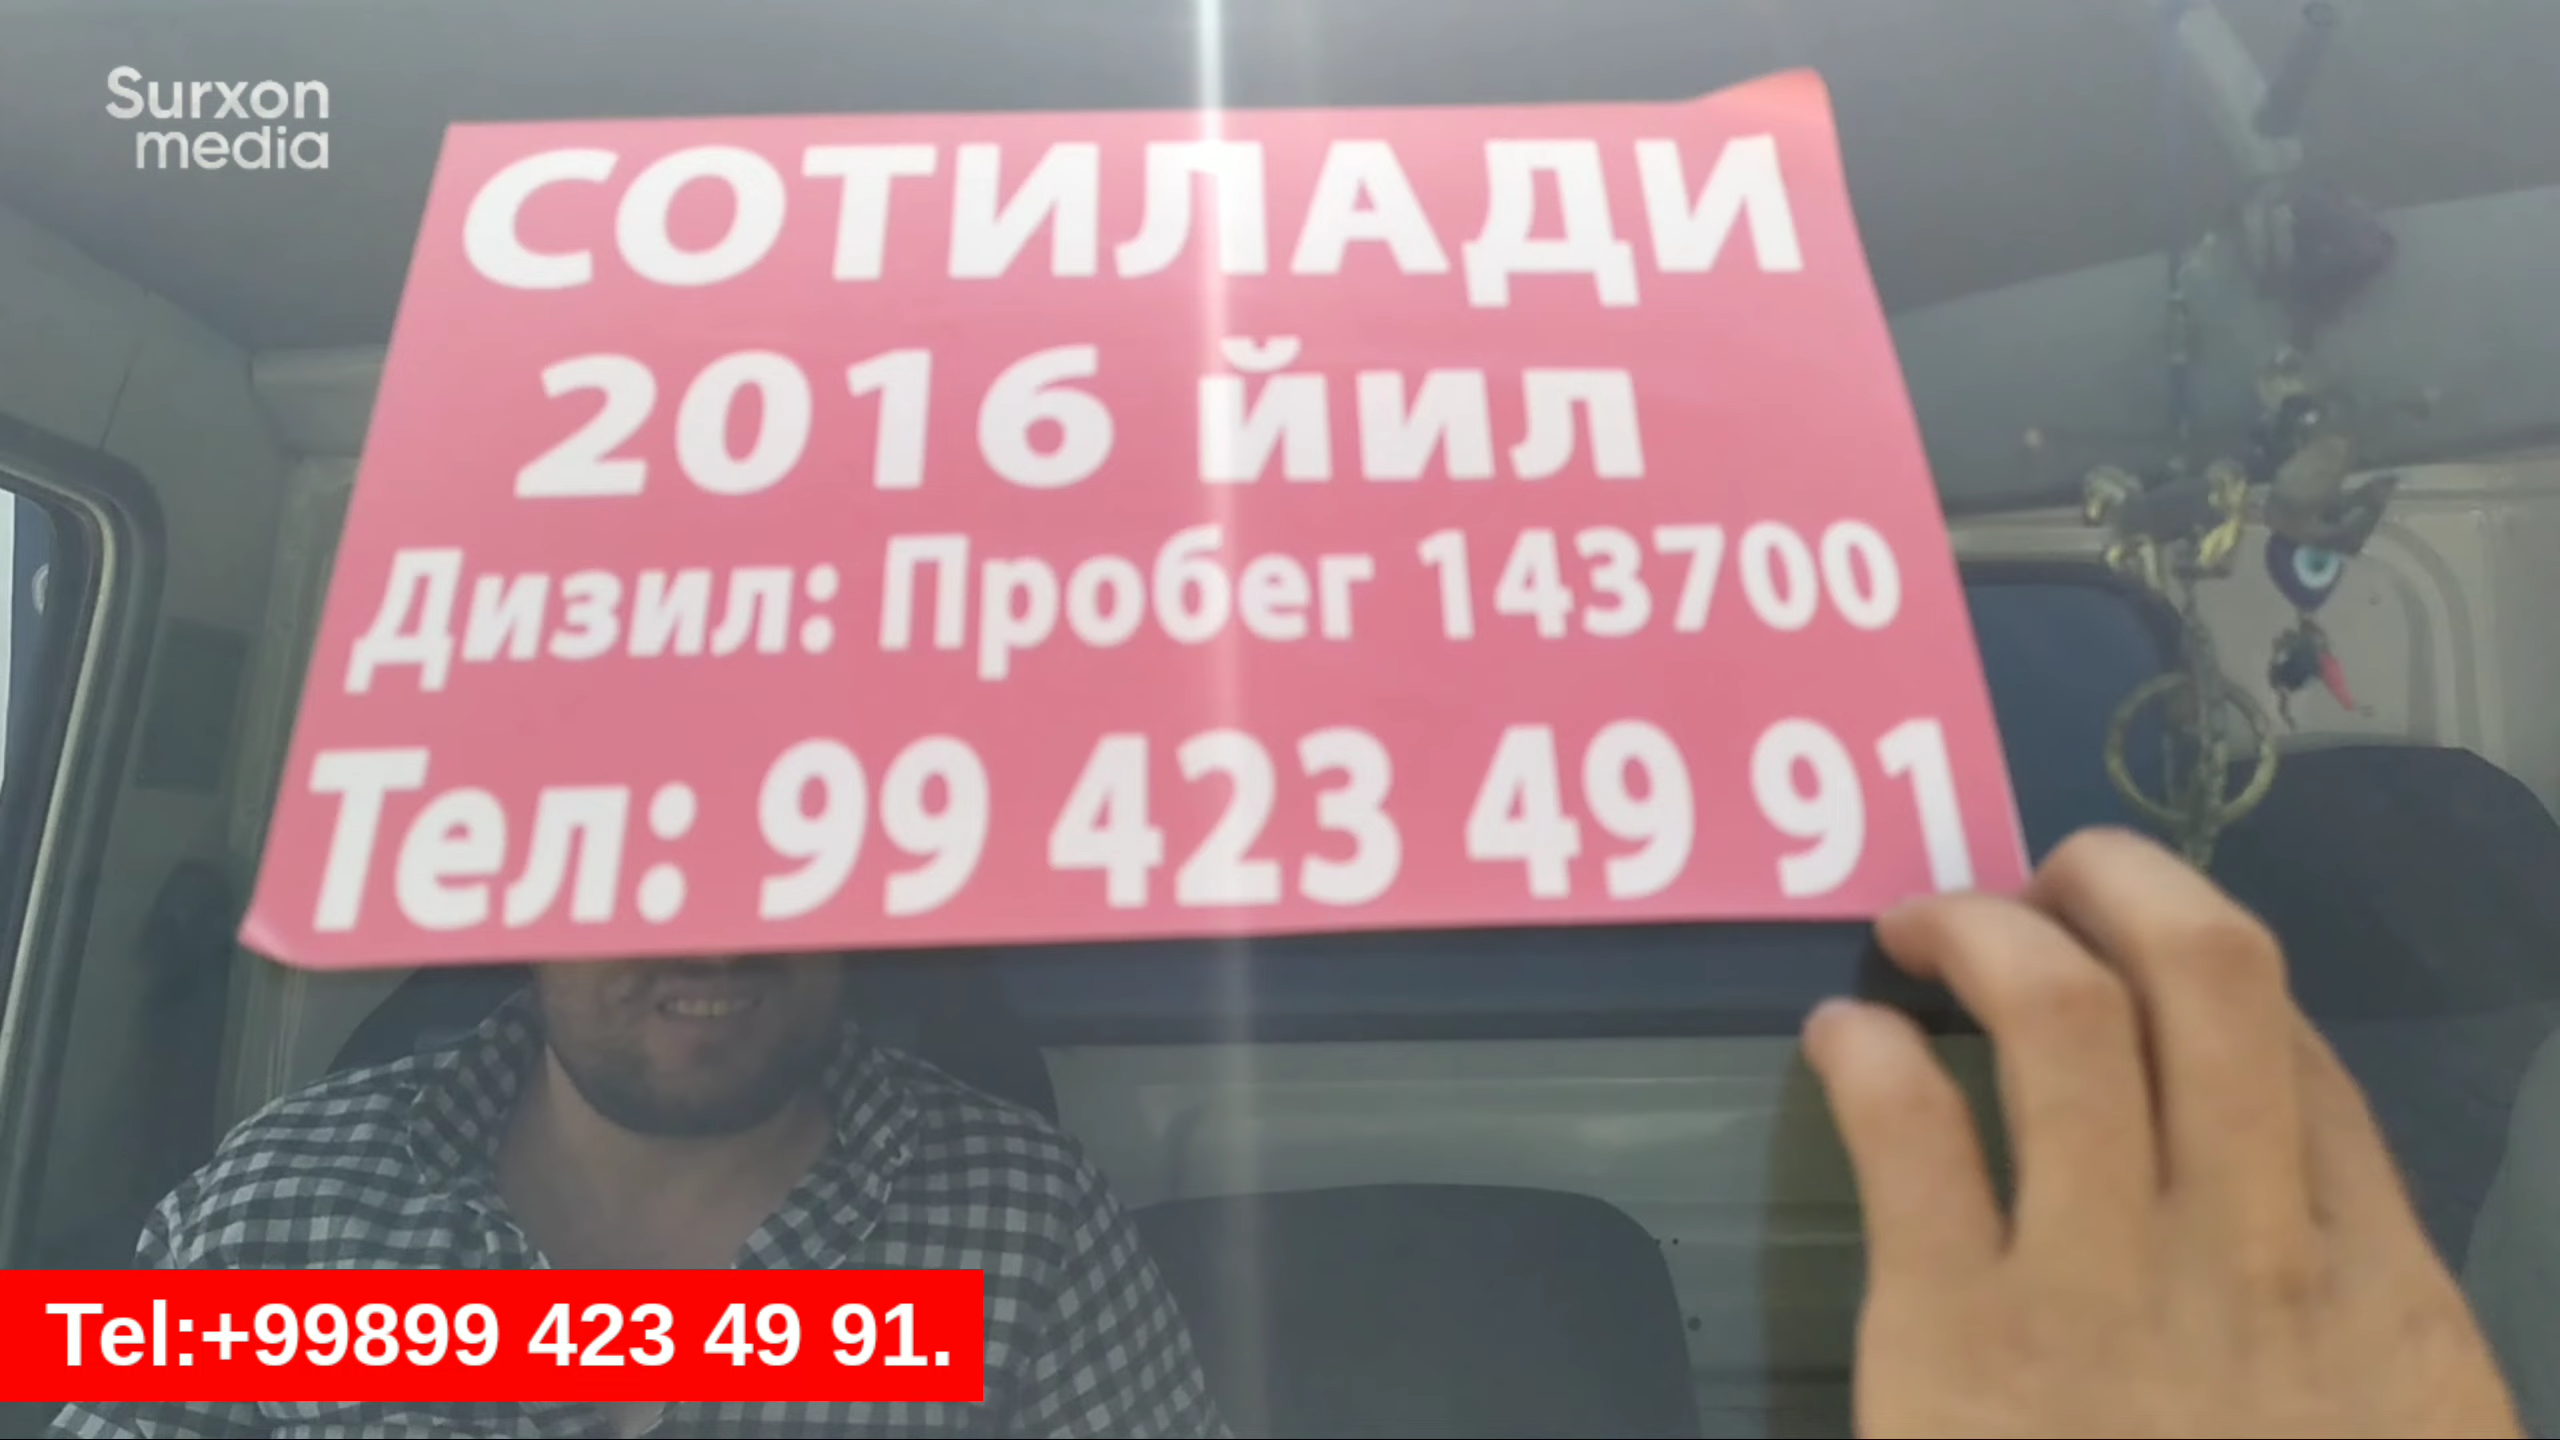 Surxon
media
СОТИЛАДИ
2016 йил
Дизил: Пробег 143700
Тел: 99 423 49 91
Tel:+99899 423 49 91.